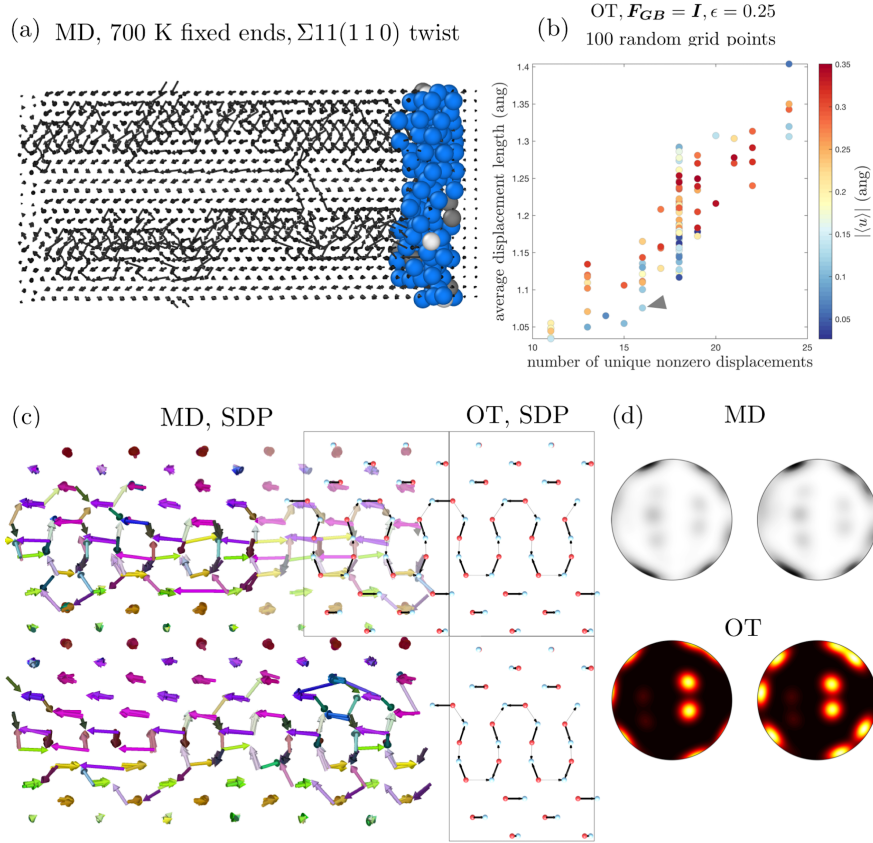 (a) MD, 700 K fixed ends, Σ11(1 1 0) twist
(b) OT, F_GB = I, ϵ = 0.25
100 random grid points
average displacement length (ang)
1.4
1.35
1.3
1.25
1.2
1.15
1.1
1.05
10 15 20 25
number of unique nonzero displacements
0.35
0.3
0.25
0.2
0.15
0.1
0.05
|⟨u⟩| (ang)
(c) MD, SDP OT, SDP
(d) MD
OT